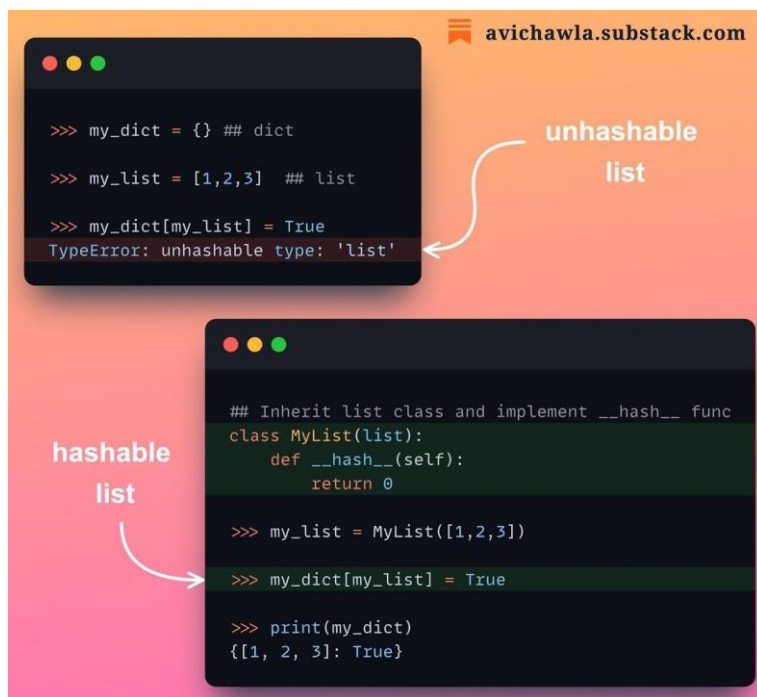 avichawla.substack.com
>>> my_dict = {} ## dict
>>> my_list = [1,2,3]  ## list
>>> my_dict[my_list] = True
TypeError: unhashable type: 'list'
unhashable
list
## Inherit list class and implement __hash__ func
class MyList(list):
    def __hash__(self):
        return 0
>>> my_list = MyList([1,2,3])
>>> my_dict[my_list] = True
>>> print(my_dict)
{[1, 2, 3]: True}
hashable
list